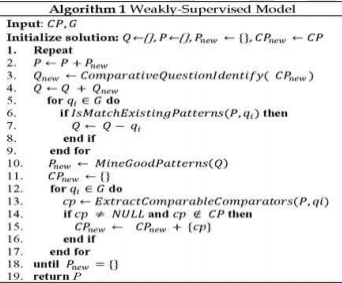 Algorithm 1 Weakly-Supervised Model
Input: CP, G
Initialize solution: Q ←{}, P ←{}, P_new ← {}, CP_new ← CP
1. Repeat
2. P ← P + P_new
3. Q_new ← ComparativeQuestionIdentify( CP_new )
4. Q ← Q + Q_new
5. for q_i ∈ G do
6. if IsMatchExistingPatterns(P, q_i) then
7. Q ← Q − q_i
8. end if
9. end for
10. P_new ← MineGoodPatterns(Q)
11. CP_new ← {}
12. for q_i ∈ G do
13. cp ← ExtractComparableComparators(P, qi)
14. if cp ≠ NULL and cp ∉ CP then
15. CP_new ← CP_new + {cp}
16. end if
17. end for
18. until P_new = {}
19. return P